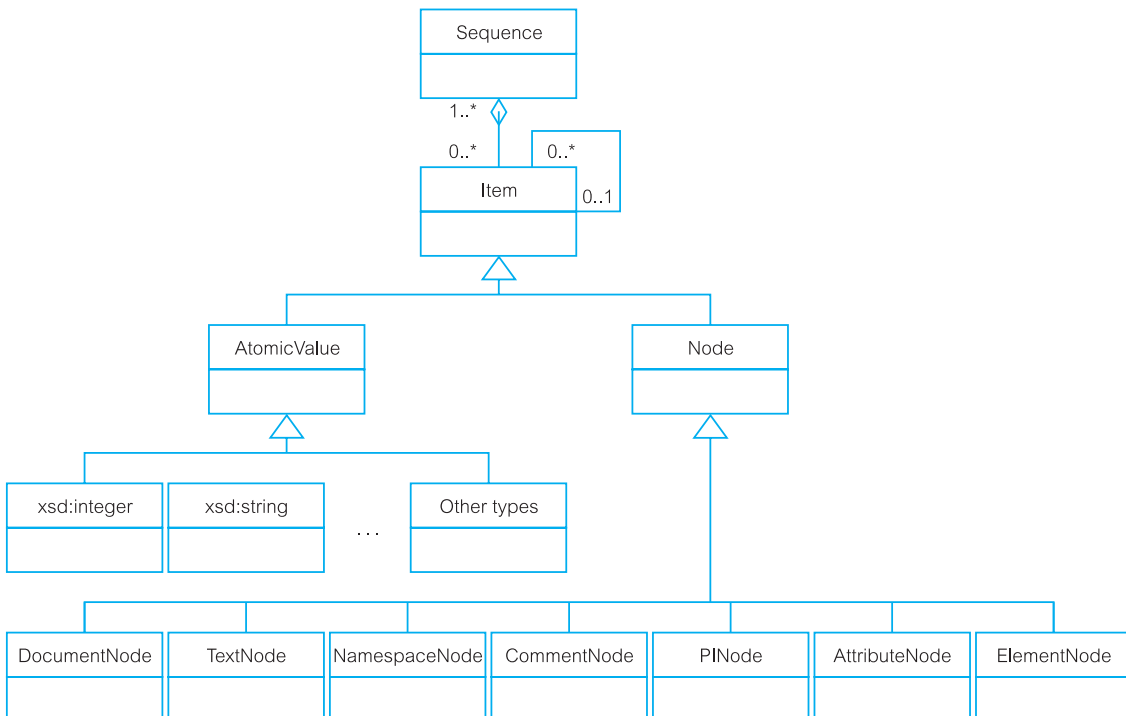 Sequence
1..*
0..*
0..*
Item
0..1
AtomicValue
Node
xsd:integer
xsd:string
...
Other types
DocumentNode
TextNode
NamespaceNode
CommentNode
PINode
AttributeNode
ElementNode